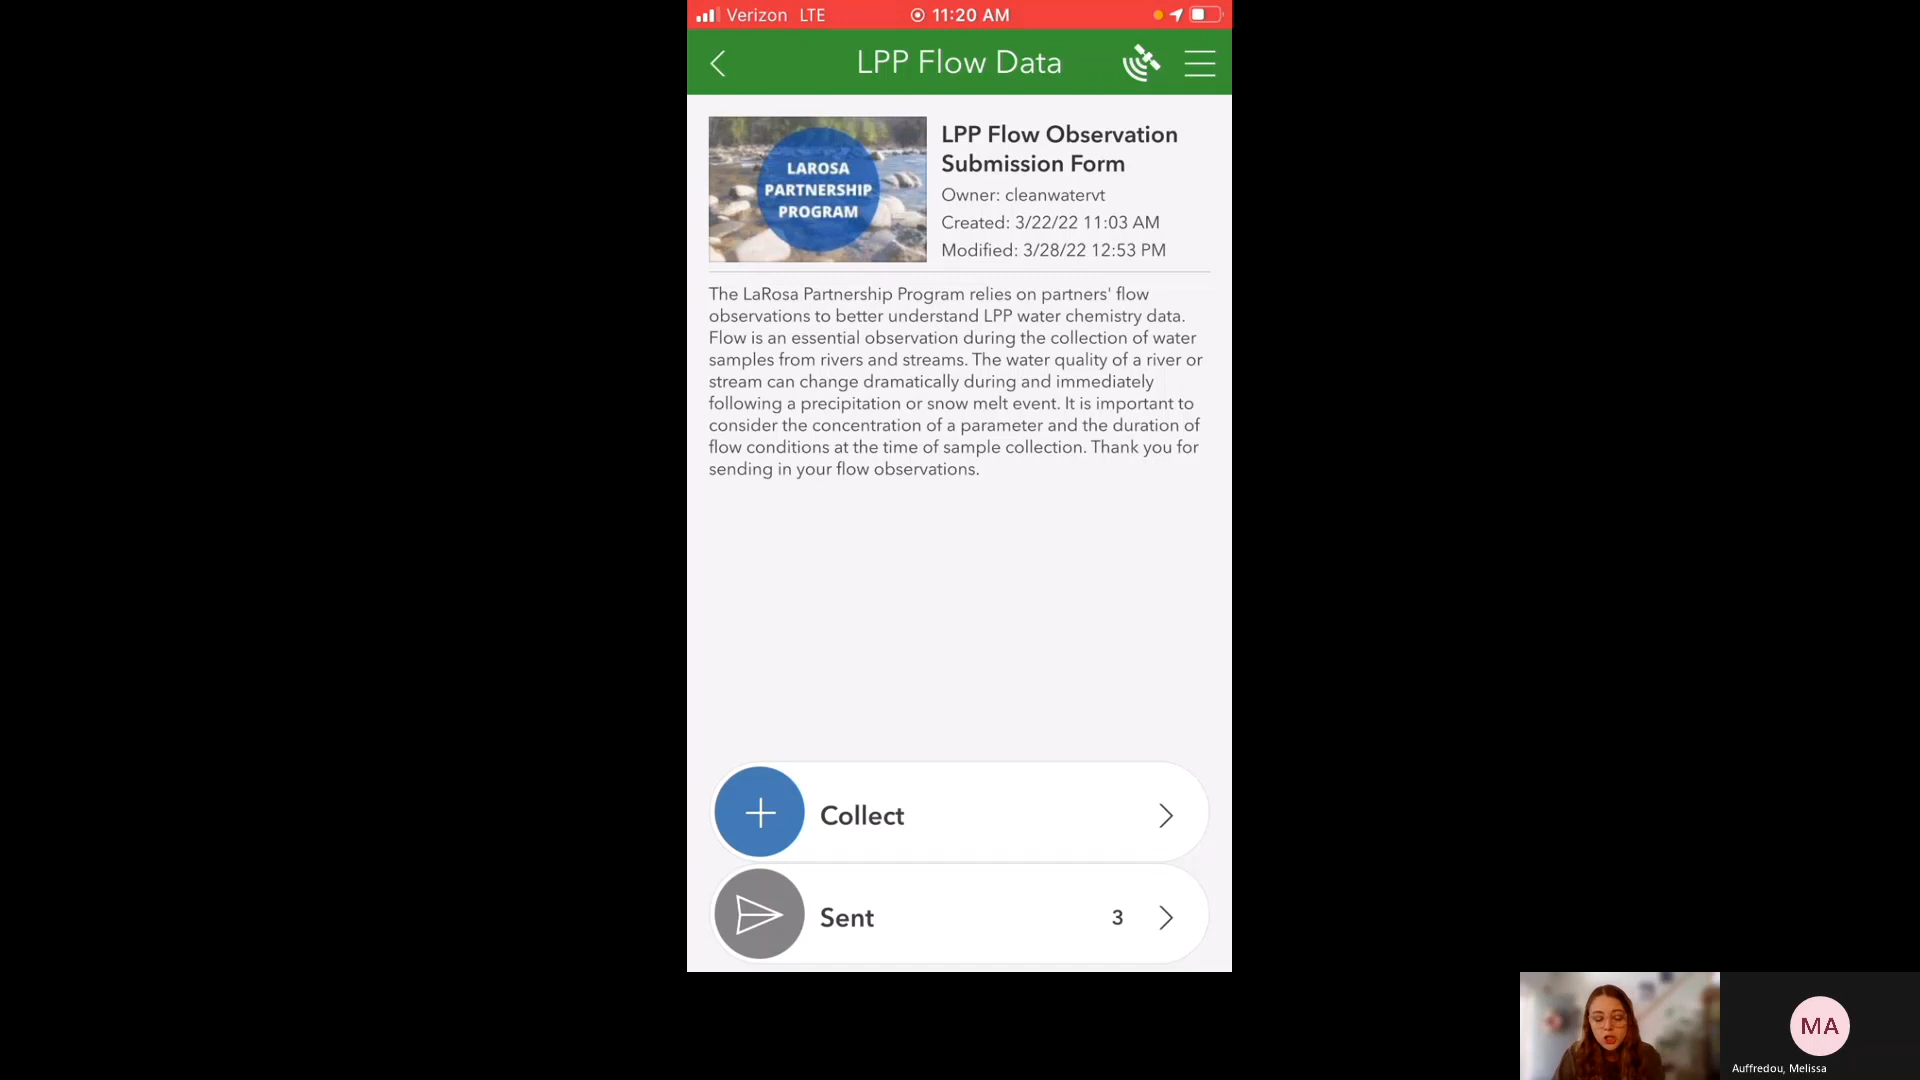 Verizon LTE 11:20 AM
LPP Flow Data
LAROSA
PARTNERSHIP
PROGRAM
LPP Flow Observation
Submission Form
Owner: cleanwatervt
Created: 3/22/22 11:03 AM
Modified: 3/28/22 12:53 PM
The LaRosa Partnership Program relies on partners' flow
observations to better understand LPP water chemistry data.
Flow is an essential observation during the collection of water
samples from rivers and streams. The water quality of a river or
stream can change dramatically during and immediately
following a precipitation or snow melt event. It is important to
consider the concentration of a parameter and the duration of
flow conditions at the time of sample collection. Thank you for
sending in your flow observations.
Collect
Sent 3
MA
Auffredou, Melissa